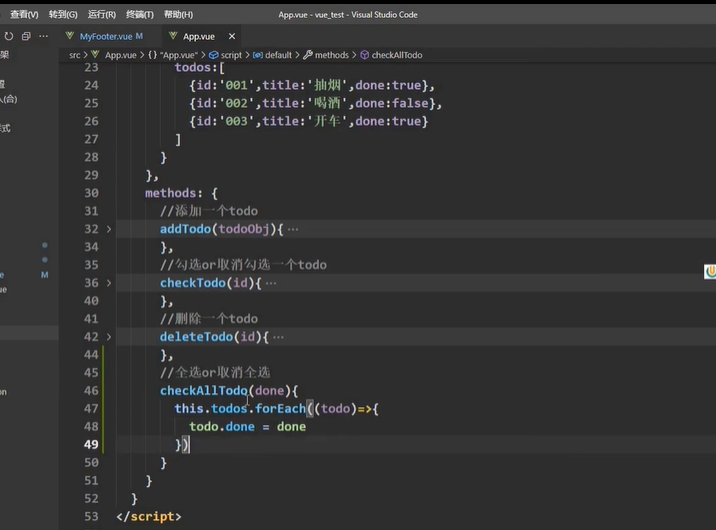 查看(V) 转到(G) 运行(R) 终端(T) 帮助(H) App.vue - vue_test - Visual Studio Code
MyFooter.vue M App.vue
src > App.vue > {} "App.vue" > script > default > methods > checkAllTodo
23 todos:[
24 {id:'001',title:'抽烟',done:true},
25 {id:'002',title:'喝酒',done:false},
26 {id:'003',title:'开车',done:true}
27 ]
28 }
29 },
30 methods: {
31 //添加一个todo
32 addTodo(todoObj){ ⋯
34 },
35 //勾选or取消勾选一个todo
36 checkTodo(id){ ⋯
40 },
41 //删除一个todo
42 deleteTodo(id){ ⋯
44 },
45 //全选or取消全选
46 checkAllTodo(done){
47 this.todos.forEach((todo)=>{
48 todo.done = done
49 })
50 }
51 }
52 }
53 </script>
M